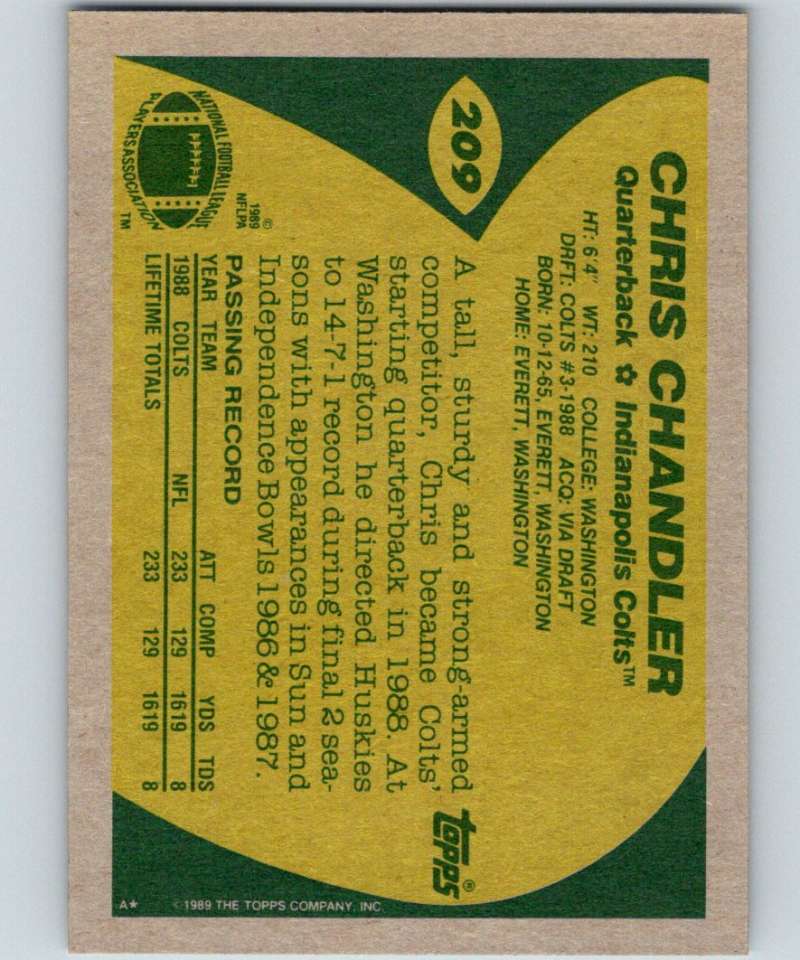 209
CHRIS CHANDLER
Quarterback ✩ Indianapolis Colts™
HT: 6'4" WT: 210 COLLEGE: WASHINGTON
DRFT: COLTS #3-1988 ACQ: VIA DRAFT
BORN: 10-12-65, EVERETT, WASHINGTON
HOME: EVERETT, WASHINGTON
A tall, sturdy and strong-armed
competitor, Chris became Colts'
starting quarterback in 1988. At
Washington he directed Huskies
to 14-7-1 record during final 2 sea-
sons with appearances in Sun and
Independence Bowls 1986 & 1987.
topps®
NATIONAL FOOTBALL LEAGUE
PLAYERS ASSOCIATION
™
©
1989
NFLPA
PASSING RECORD
YEAR TEAM ATT COMP YDS TDS
1988 COLTS NFL 233 129 1619 8
LIFETIME TOTALS 233 129 1619 8
A★ ©1989 THE TOPPS COMPANY, INC.